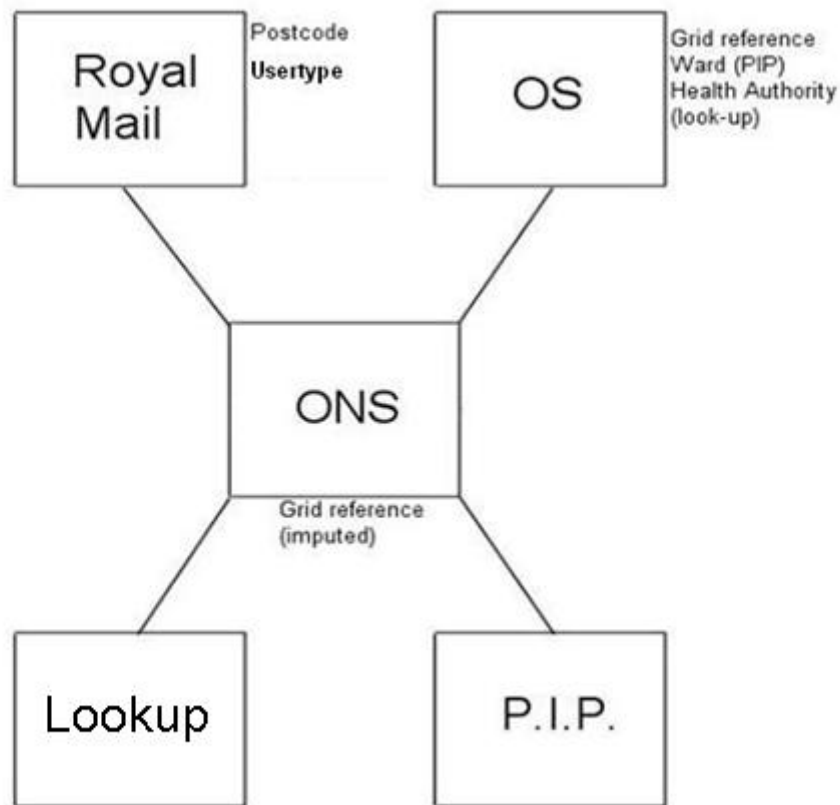 Royal
Mail
Postcode
Usertype
OS
Grid reference
Ward (PIP)
Health Authority
(look-up)
ONS
Grid reference
(imputed)
Lookup
P.I.P.